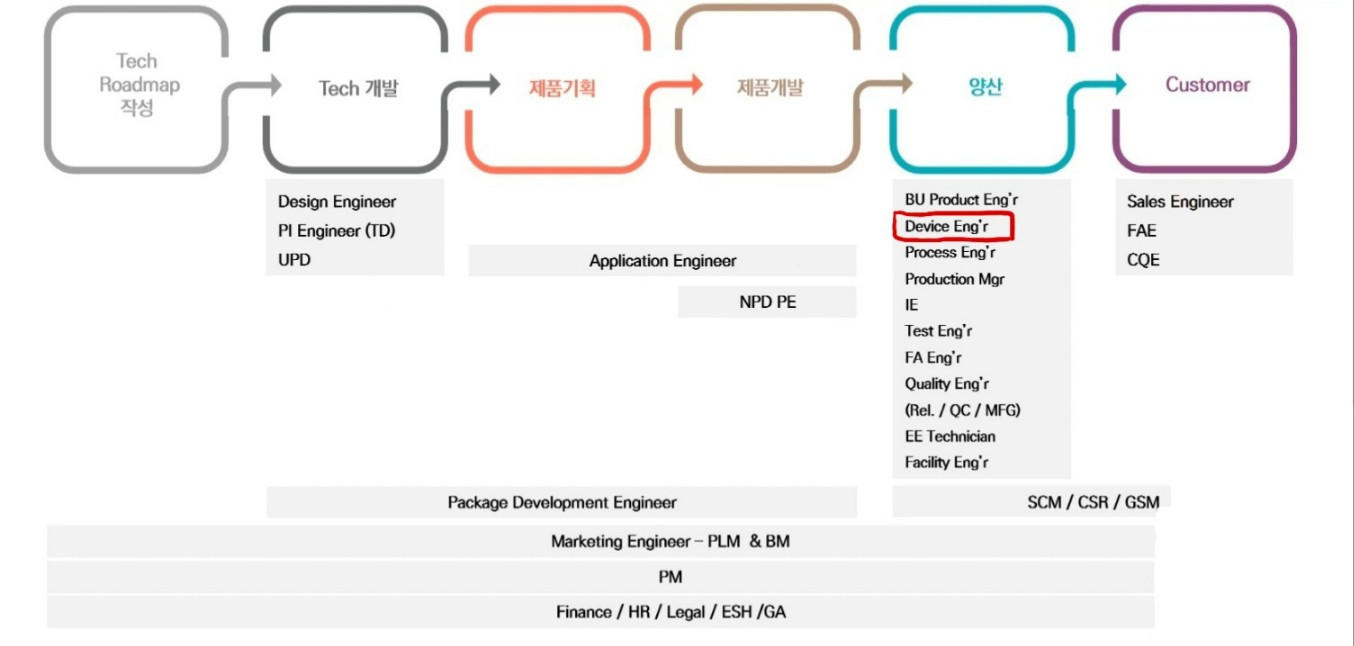 Tech
Roadmap
작성
Tech 개발
제품기획
제품개발
양산
Customer
Design Engineer
PI Engineer (TD)
UPD
Application Engineer
NPD PE
BU Product Eng'r
Device Eng'r
Process Eng'r
Production Mgr
IE
Test Eng'r
FA Eng'r
Quality Eng'r
(Rel. / QC / MFG)
EE Technician
Facility Eng'r
Sales Engineer
FAE
CQE
Package Development Engineer
SCM / CSR / GSM
Marketing Engineer – PLM & BM
PM
Finance / HR / Legal / ESH /GA